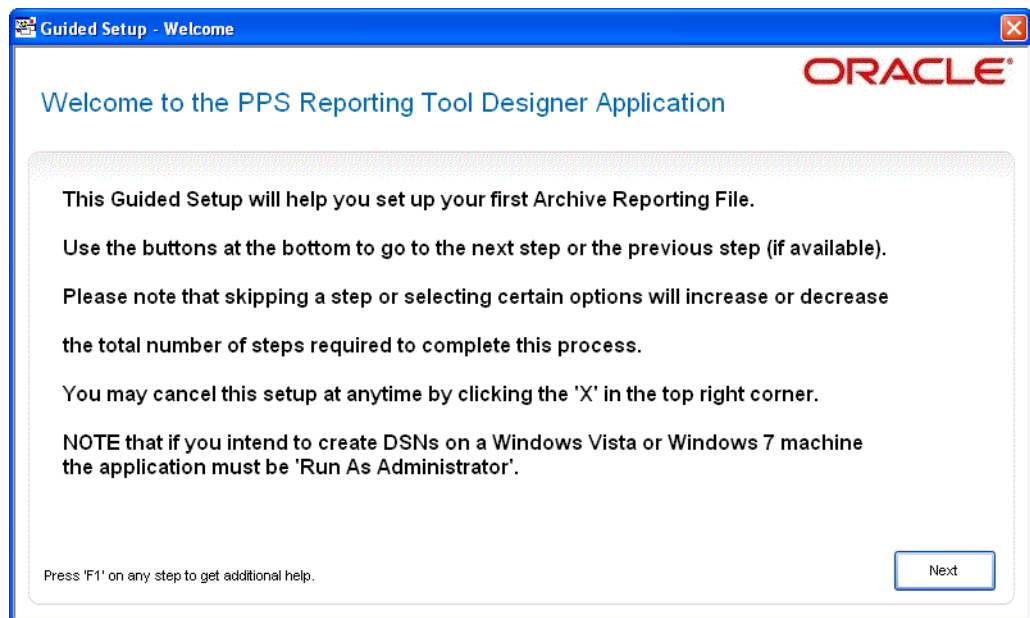 Guided Setup - Welcome
ORACLE®
Welcome to the PPS Reporting Tool Designer Application
This Guided Setup will help you set up your first Archive Reporting File.
Use the buttons at the bottom to go to the next step or the previous step (if available).
Please note that skipping a step or selecting certain options will increase or decrease
the total number of steps required to complete this process.
You may cancel this setup at anytime by clicking the 'X' in the top right corner.
NOTE that if you intend to create DSNs on a Windows Vista or Windows 7 machine
the application must be 'Run As Administrator'.
Press 'F1' on any step to get additional help.
Next